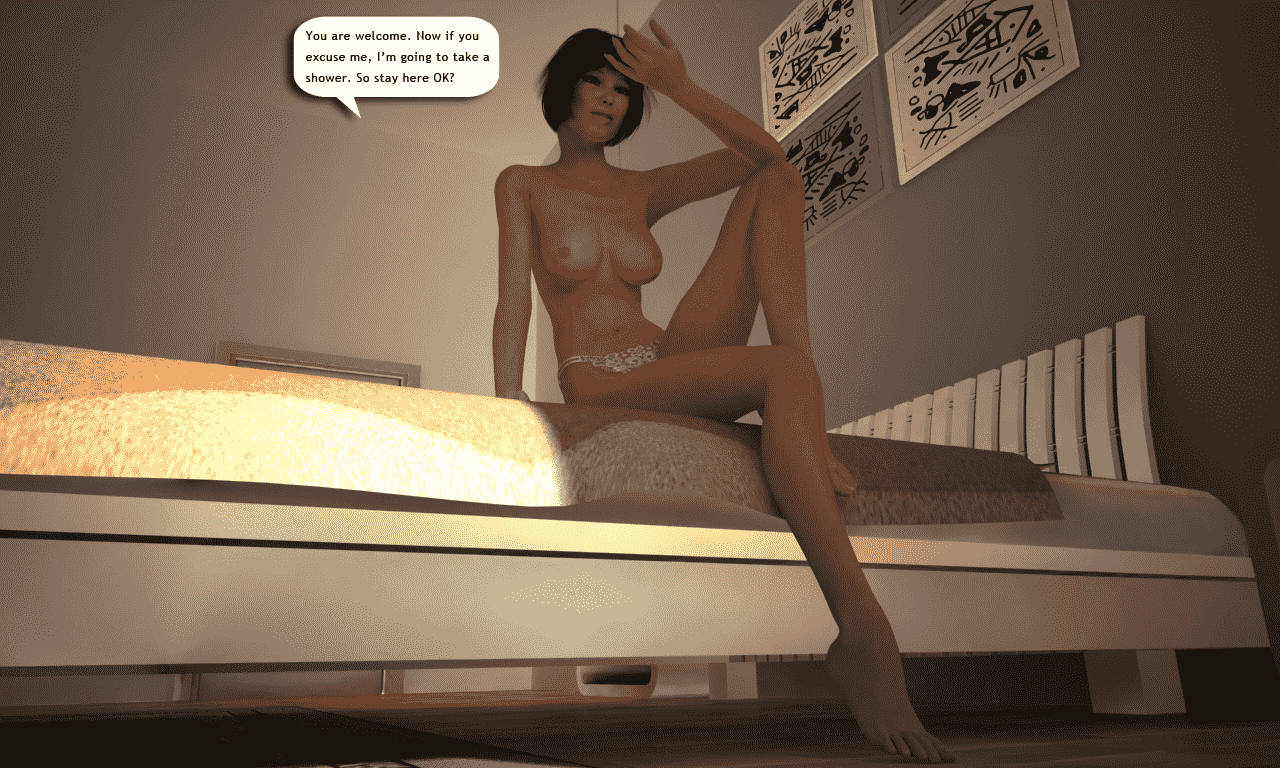 You are welcome. Now if you
excuse me, I'm going to take a
shower. So stay here OK?